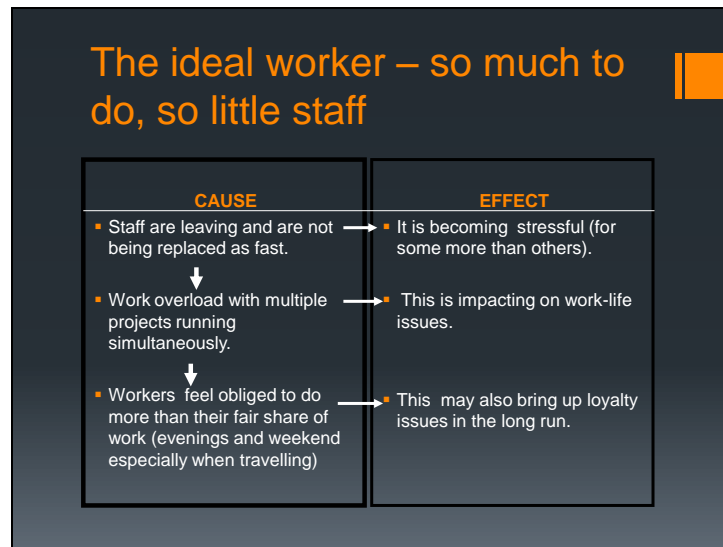 The ideal worker – so much to
do, so little staff
CAUSE
Staff are leaving and are not
being replaced as fast.
Work overload with multiple
projects running
simultaneously.
Workers feel obliged to do
more than their fair share of
work (evenings and weekend
especially when travelling)
EFFECT
It is becoming stressful (for
some more than others).
This is impacting on work-life
issues.
This may also bring up loyalty
issues in the long run.